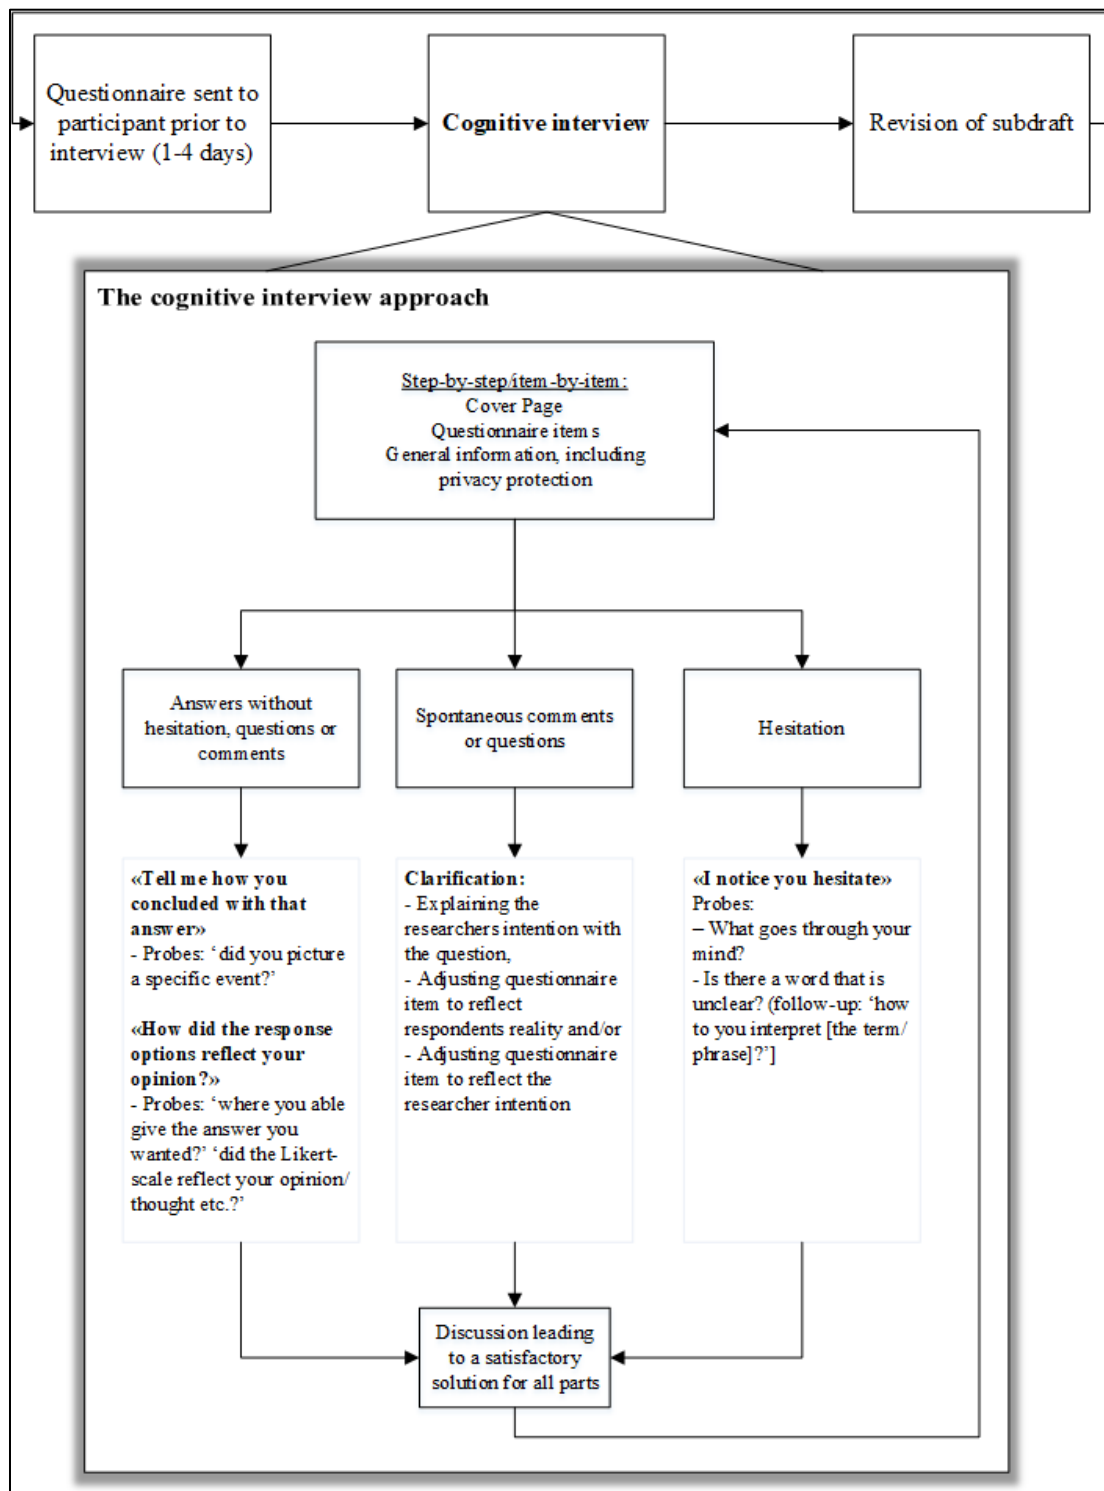 Questionnaire sent to
participant prior to
interview (1-4 days)
Cognitive interview
Revision of subdraft
The cognitive interview approach
Step-by-step/item-by-item:
Cover Page
Questionnaire items
General information, including
privacy protection
Answers without
hesitation, questions or
comments
Spontaneous comments
or questions
Hesitation
«Tell me how you
concluded with that
answer»
- Probes: ‘did you picture
a specific event?’
«How did the response
options reflect your
opinion?»
- Probes: ‘where you able
give the answer you
wanted?’ ‘did the Likert-
scale reflect your opinion/
thought etc.?’
Clarification:
- Explaining the
researchers intention with
the question,
- Adjusting questionnaire
item to reflect
respondents reality and/or
- Adjusting questionnaire
item to reflect the
researcher intention
«I notice you hesitate»
Probes:
– What goes through your
mind?
- Is there a word that is
unclear? (follow-up: ‘how
to you interpret [the term/
phrase]?’]
Discussion leading
to a satisfactory
solution for all parts